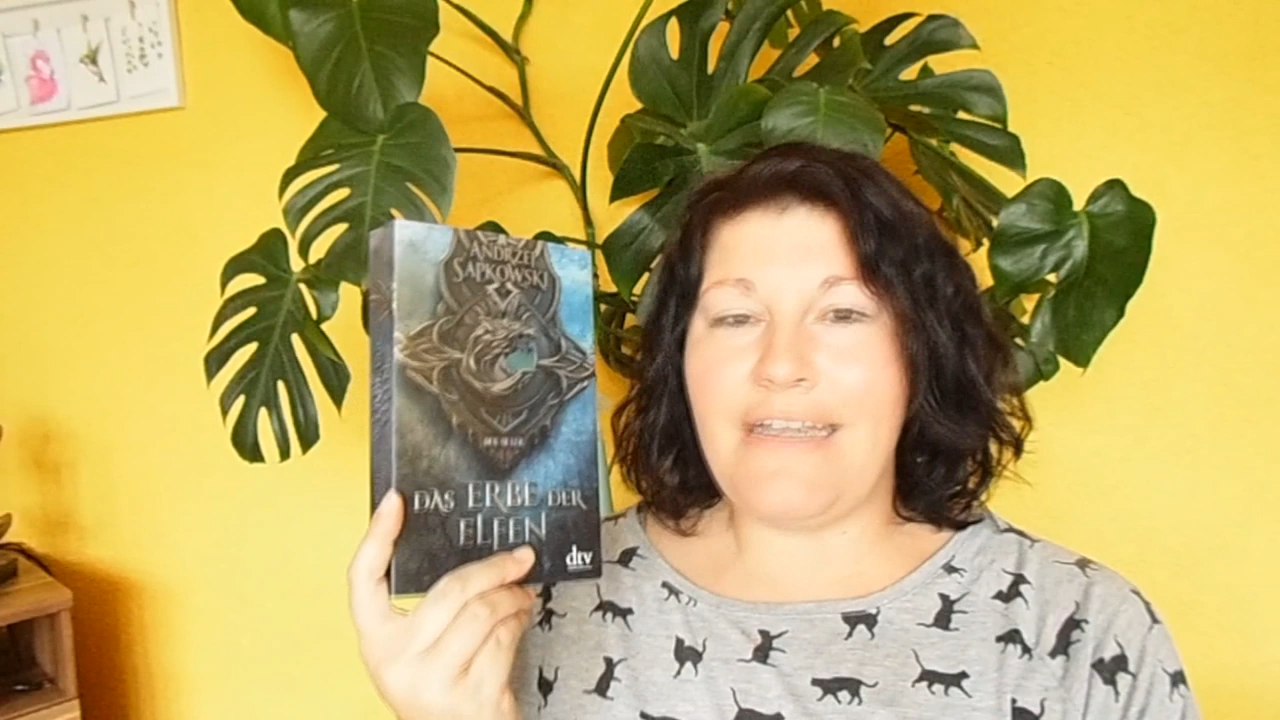 ANDRZEJ
SAPKOWSKI
DAS ERBE DER
ELFEN
dtv